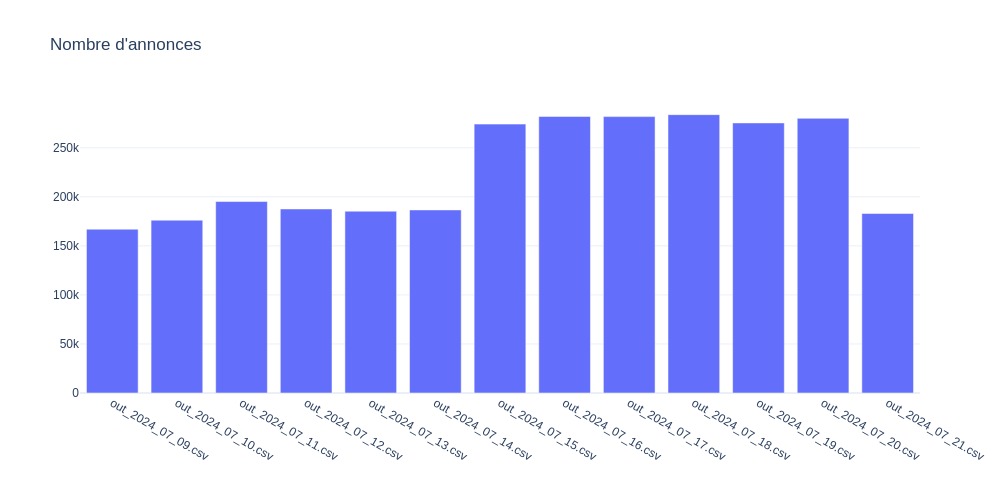 Nombre d'annonces
250k
200k
150k
100k
50k
0
out_2024_07_09.csv
out_2024_07_10.csv
out_2024_07_11.csv
out_2024_07_12.csv
out_2024_07_13.csv
out_2024_07_14.csv
out_2024_07_15.csv
out_2024_07_16.csv
out_2024_07_17.csv
out_2024_07_18.csv
out_2024_07_19.csv
out_2024_07_20.csv
out_2024_07_21.csv